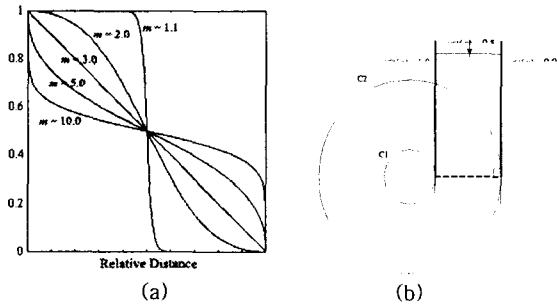 (a)
1
0.8
0.6
0.4
0.2
0
m ~ 2.0
m ~ 1.1
m ~ 3.0
m ~ 5.0
m ~ 10.0
Relative Distance
(a)
C2
C1
(b)